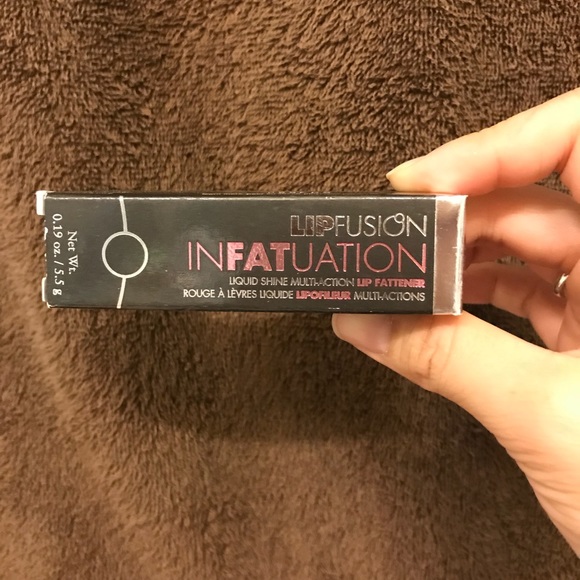 LIPFUSION
INFATUATION
LIQUID SHINE MULTI-ACTION LIP FATTENER
ROUGE À LÈVRES LIQUIDE LIPOFILEUR MULTI-ACTIONS
Net Wt.
0.19 oz. / 5.5 g